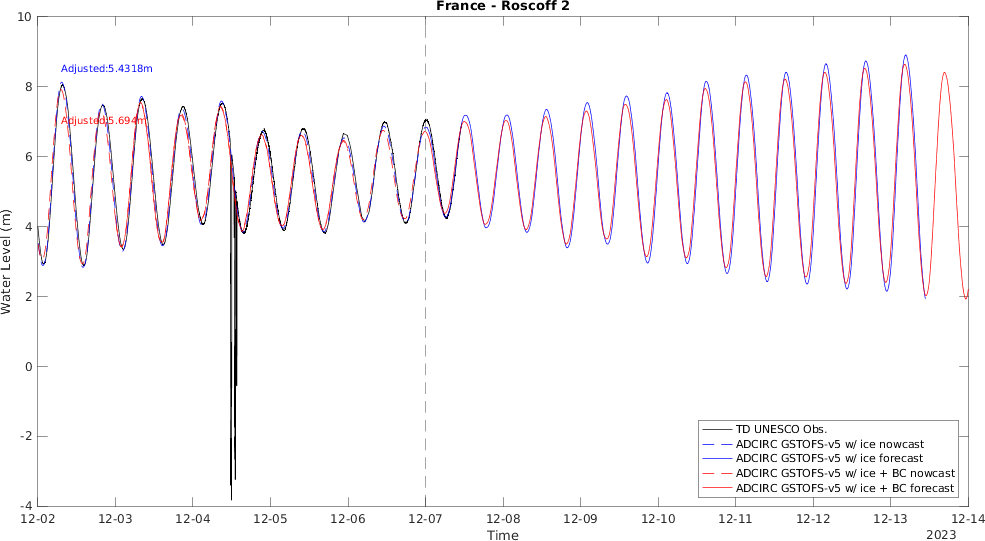 France - Roscoff 2
Adjusted:5.4318m
Adjusted:5.694m
Water Level (m)
10
8
6
4
2
0
-2
-4
12-02 12-03 12-04 12-05 12-06 12-07 12-08 12-09 12-10 12-11 12-12 12-13 12-14
Time
2023
TD UNESCO Obs.
ADCIRC GSTOFS-v5 w/ ice nowcast
ADCIRC GSTOFS-v5 w/ ice forecast
ADCIRC GSTOFS-v5 w/ ice + BC nowcast
ADCIRC GSTOFS-v5 w/ ice + BC forecast